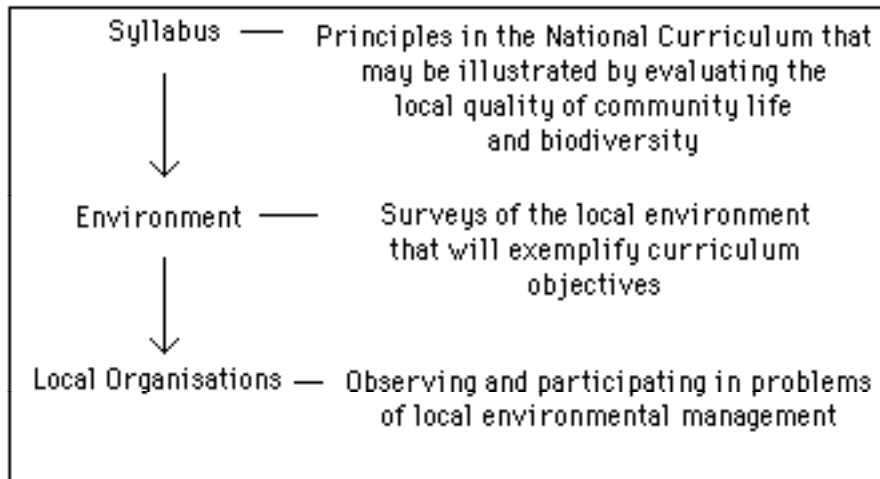 Syllabus — Principles in the National Curriculum that
may be illustrated by evaluating the
local quality of community life
and biodiversity
Environment — Surveys of the local environment
that will exemplify curriculum
objectives
Local Organisations — Observing and participating in problems
of local environmental management